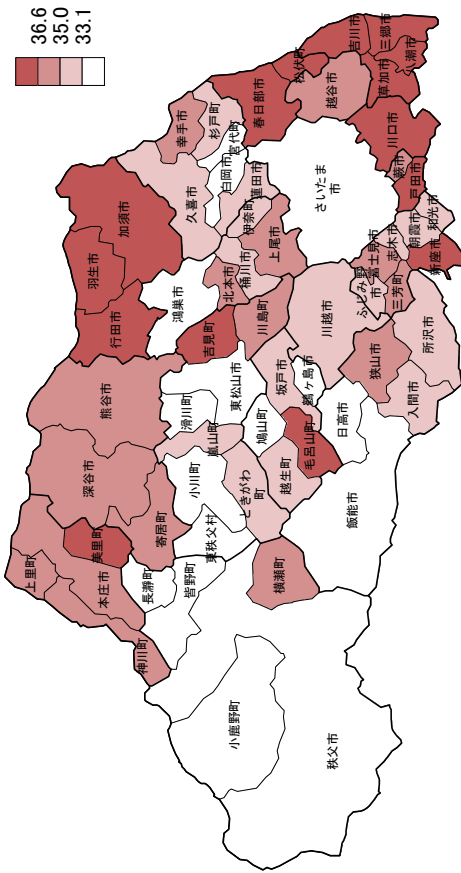 36.6
35.0
33.1
上里町
本庄市
美里町
神川町
深谷市
寄居町
熊谷市
長瀞町
皆野町
東秩父村
小鹿野町
秩父市
横瀬町
飯能市
小川町
嵐山町
滑川町
ときがわ
町
東松山市
鳩山町
越生町
毛呂山町
鶴ヶ島市
坂戸市
日高市
吉見町
川島町
行田市
羽生市
加須市
鴻巣市
北本市
桶川市
久喜市
幸手市
杉戸町
宮代町
白岡市
蓮田市
伊奈町
上尾市
春日部市
松伏町
越谷市
吉川市
三郷市
八潮市
草加市
川口市
さいたま
市
蕨市
戸田市
川越市
ふじみ野
市
富士見市
志木市
三芳町
朝霞市
和光市
新座市
狭山市
入間市
所沢市